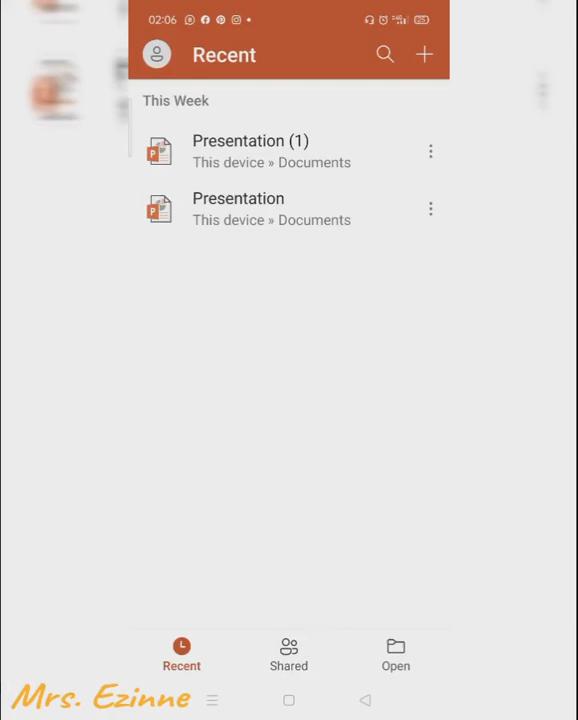 02:06
Recent
This Week
Presentation (1)
This device » Documents
Presentation
This device » Documents
Recent
Shared
Open
Mrs. Ezinne